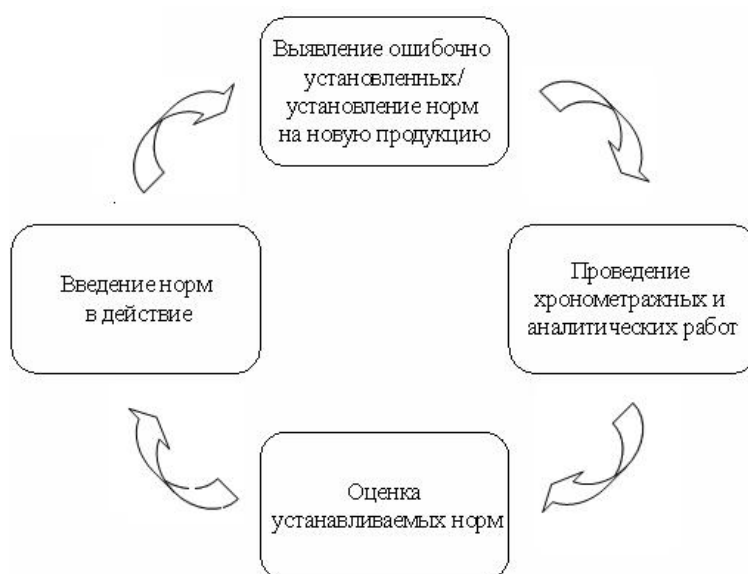 Выявление ошибочно
установленных/
установление норм
на новую продукцию
Проведение
хронометражных и
аналитических работ
Оценка
устанавливаемых норм
Введение норм
в действие